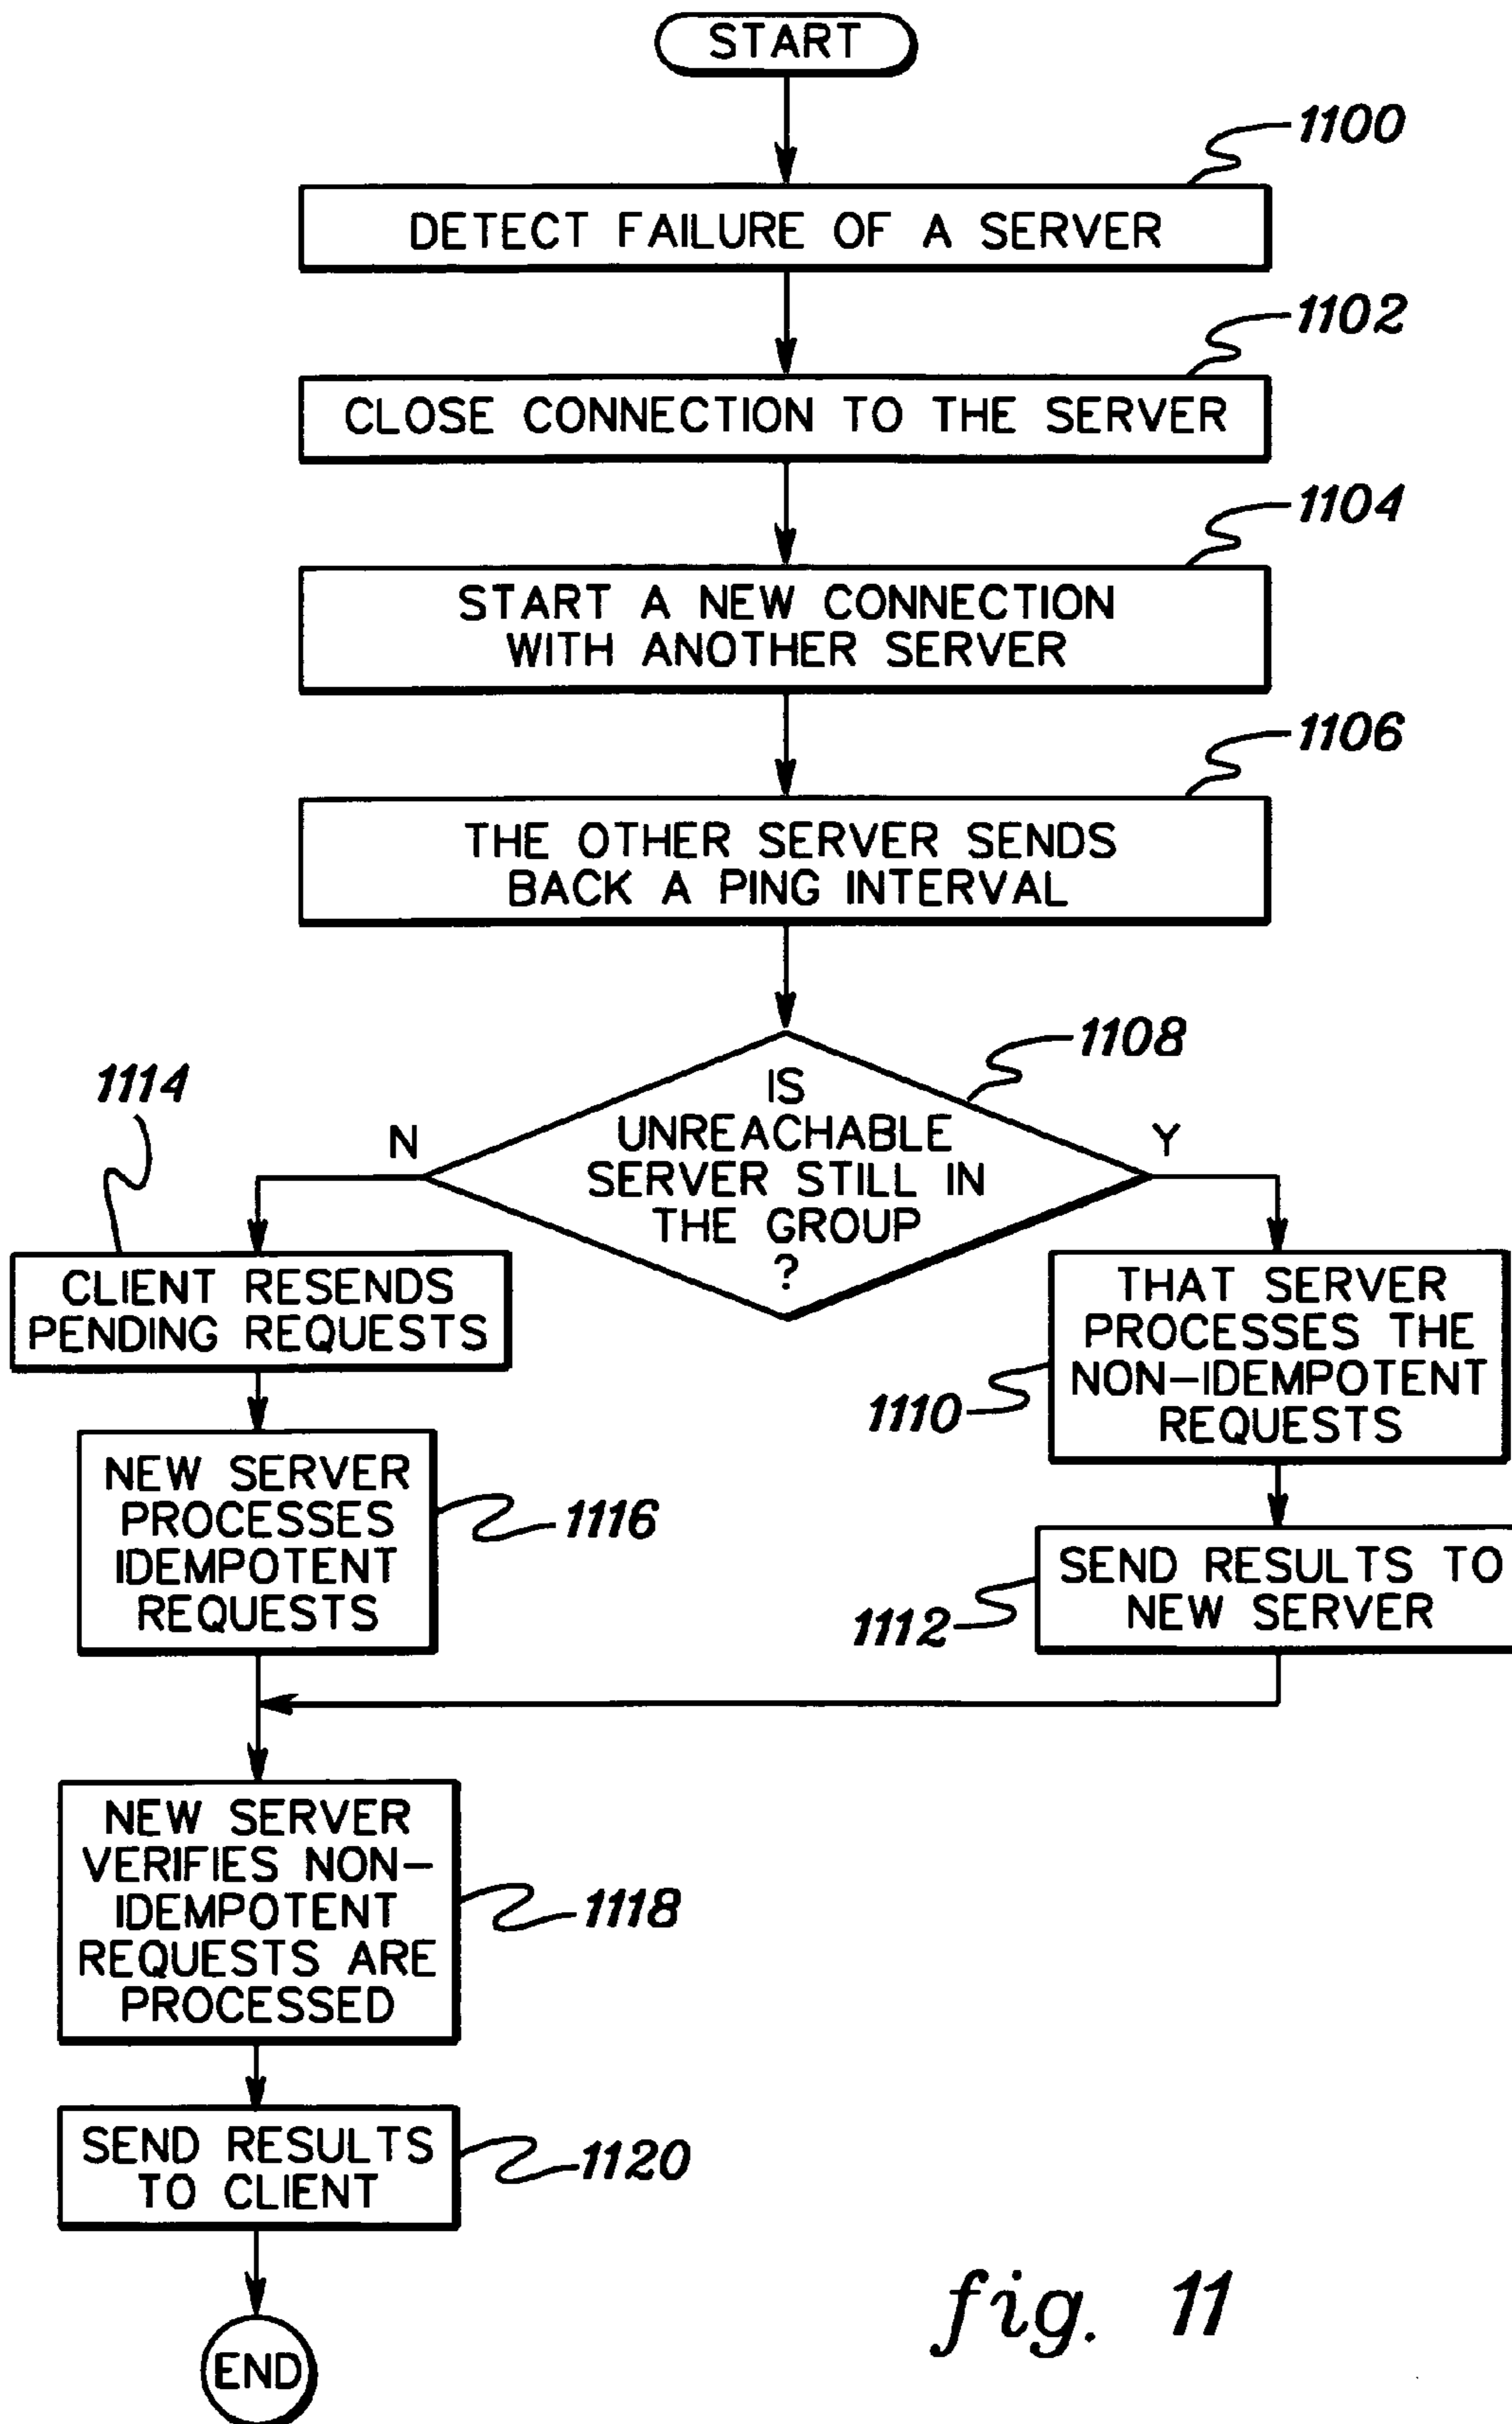 START
1100
DETECT FAILURE OF A SERVER
1102
CLOSE CONNECTION TO THE SERVER
1104
START A NEW CONNECTION
WITH ANOTHER SERVER
1106
THE OTHER SERVER SENDS
BACK A PING INTERVAL
1108
IS
UNREACHABLE
SERVER STILL IN
THE GROUP
?
N
Y
1114
CLIENT RESENDS
PENDING REQUESTS
THAT SERVER
PROCESSES THE
NON-IDEMPOTENT
REQUESTS
1110
NEW SERVER
PROCESSES
IDEMPOTENT
REQUESTS
1116
SEND RESULTS TO
NEW SERVER
1112
NEW SERVER
VERIFIES NON-
IDEMPOTENT
REQUESTS ARE
PROCESSED
1118
SEND RESULTS
TO CLIENT
1120
END
fig. 11